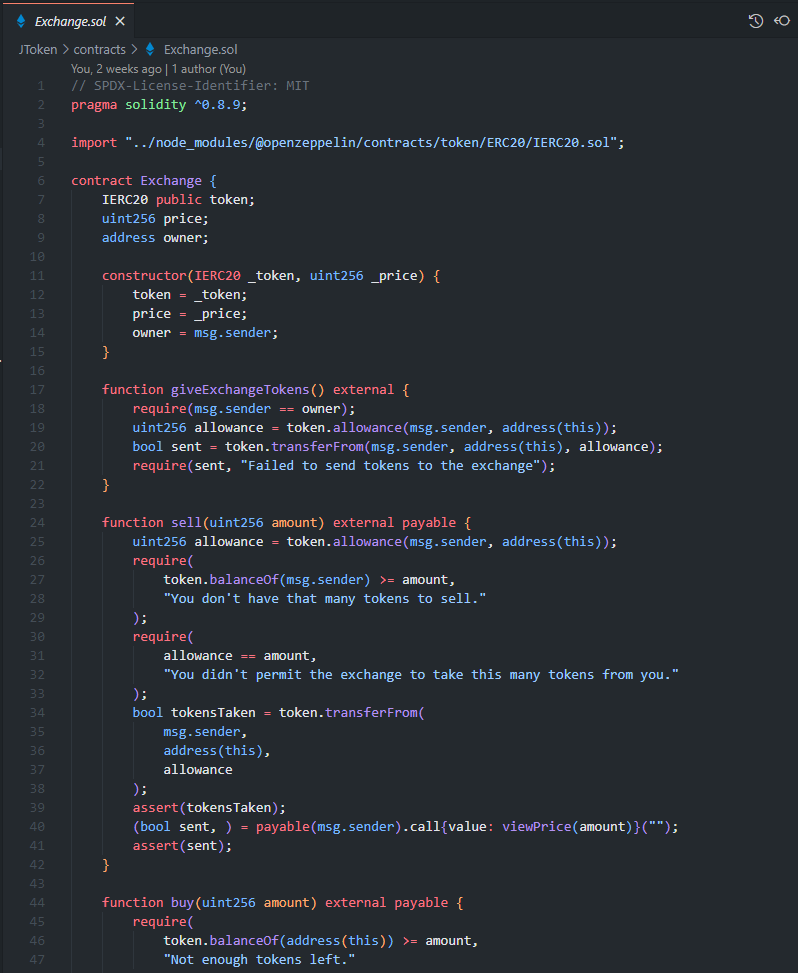 Exchange.sol
JToken > contracts > Exchange.sol
You, 2 weeks ago | 1 author (You)
1 // SPDX-License-Identifier: MIT
2 pragma solidity ^0.8.9;
3
4 import "../node_modules/@openzeppelin/contracts/token/ERC20/IERC20.sol";
5
6 contract Exchange {
7     IERC20 public token;
8     uint256 price;
9     address owner;
10
11     constructor(IERC20 _token, uint256 _price) {
12         token = _token;
13         price = _price;
14         owner = msg.sender;
15     }
16
17     function giveExchangeTokens() external {
18         require(msg.sender == owner);
19         uint256 allowance = token.allowance(msg.sender, address(this));
20         bool sent = token.transferFrom(msg.sender, address(this), allowance);
21         require(sent, "Failed to send tokens to the exchange");
22     }
23
24     function sell(uint256 amount) external payable {
25         uint256 allowance = token.allowance(msg.sender, address(this));
26         require(
27             token.balanceOf(msg.sender) >= amount,
28             "You don't have that many tokens to sell."
29         );
30         require(
31             allowance == amount,
32             "You didn't permit the exchange to take this many tokens from you."
33         );
34         bool tokensTaken = token.transferFrom(
35             msg.sender,
36             address(this),
37             allowance
38         );
39         assert(tokensTaken);
40         (bool sent, ) = payable(msg.sender).call{value: viewPrice(amount)}("");
41         assert(sent);
42     }
43
44     function buy(uint256 amount) external payable {
45         require(
46             token.balanceOf(address(this)) >= amount,
47             "Not enough tokens left."